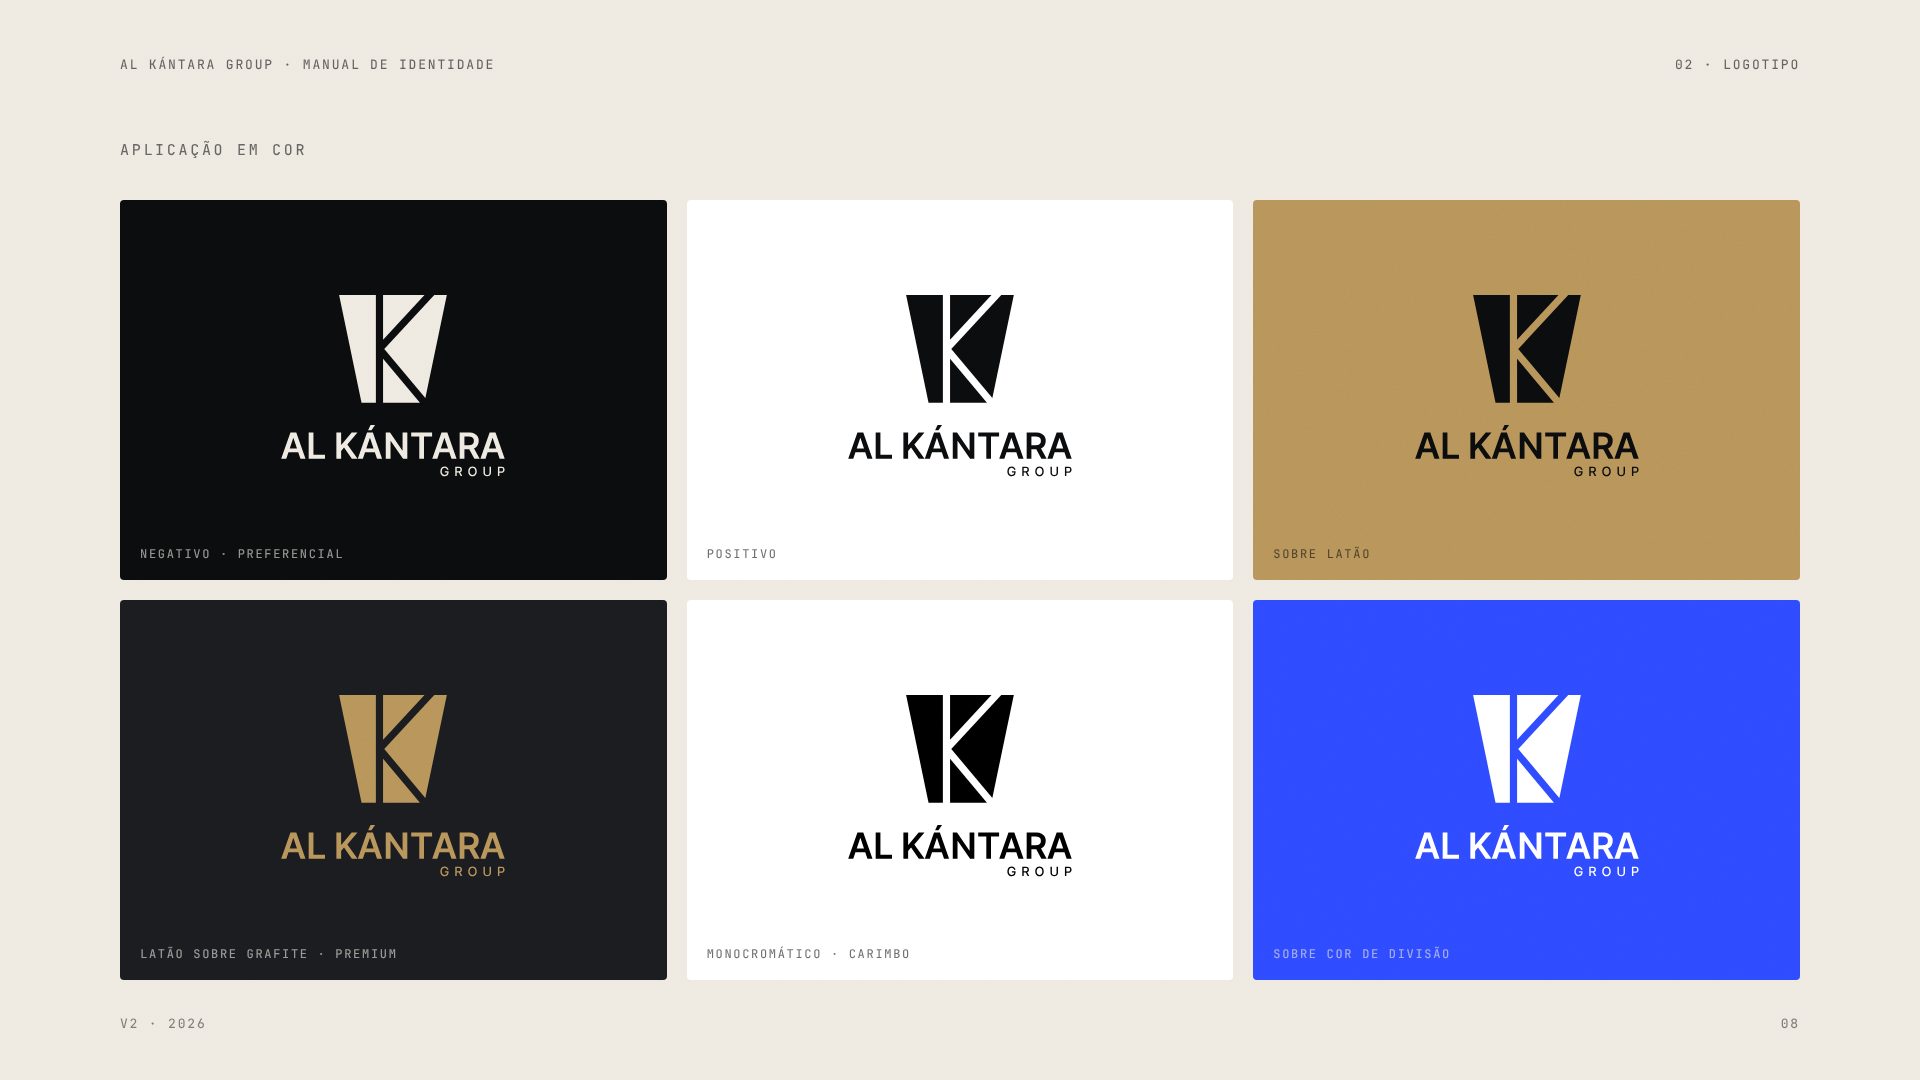 AL KÁNTARA GROUP · MANUAL DE IDENTIDADE
02 · LOGOTIPO
APLICAÇÃO EM COR
AL KÁNTARA
GROUP
NEGATIVO · PREFERENCIAL
AL KÁNTARA
GROUP
POSITIVO
AL KÁNTARA
GROUP
SOBRE LATÃO
AL KÁNTARA
GROUP
LATÃO SOBRE GRAFITE · PREMIUM
AL KÁNTARA
GROUP
MONOCROMÁTICO · CARIMBO
AL KÁNTARA
GROUP
SOBRE COR DE DIVISÃO
V2 · 2026
08